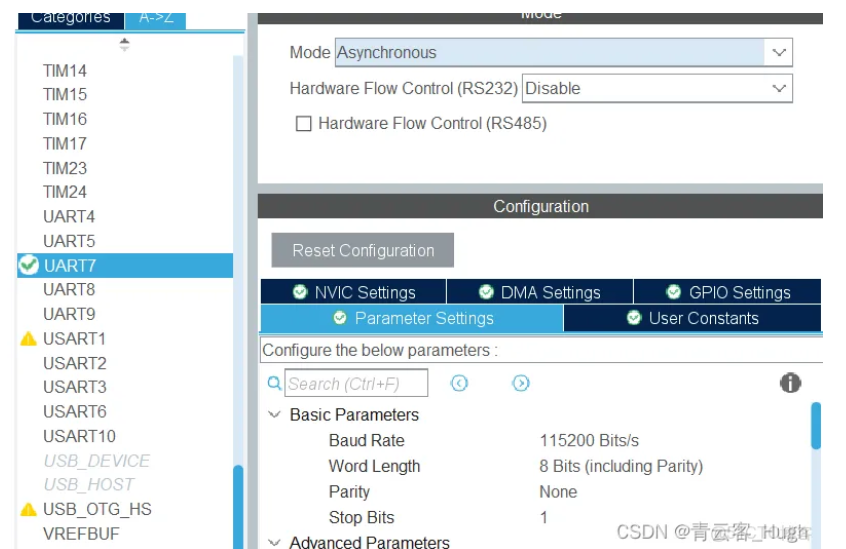 Categories A->Z
TIM14
TIM15
TIM16
TIM17
TIM23
TIM24
UART4
UART5
UART7
UART8
UART9
USART1
USART2
USART3
USART6
USART10
USB_DEVICE
USB_HOST
USB_OTG_HS
VREFBUF
Mode
Mode Asynchronous
Hardware Flow Control (RS232) Disable
Hardware Flow Control (RS485)
Configuration
Reset Configuration
NVIC Settings DMA Settings GPIO Settings
Parameter Settings User Constants
Configure the below parameters :
Search (Ctrl+F)
Basic Parameters
Baud Rate 115200 Bits/s
Word Length 8 Bits (including Parity)
Parity None
Stop Bits 1
Advanced Parameters
CSDN @青云客_Hugh